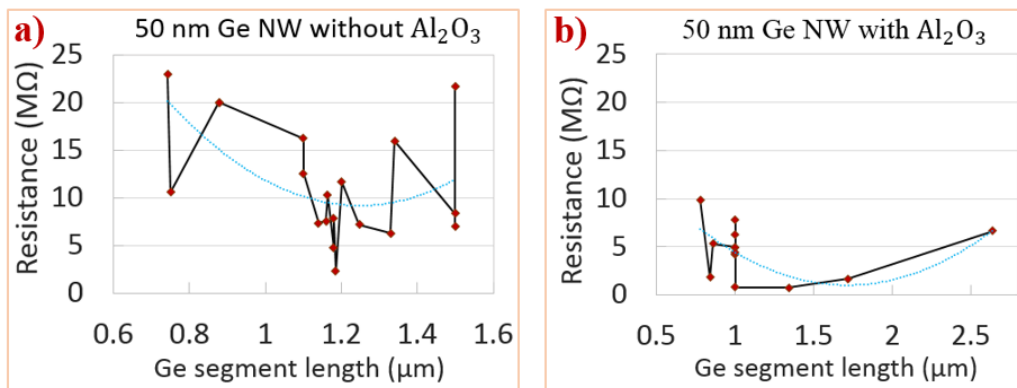 a) 50 nm Ge NW without Al₂O₃
Resistance (MΩ)
25
20
15
10
5
0
0.6 0.8 1 1.2 1.4 1.6
Ge segment length (µm)
b) 50 nm Ge NW with Al₂O₃
Resistance (MΩ)
25
20
15
10
5
0
0.5 1 1.5 2 2.5
Ge segment length (µm)